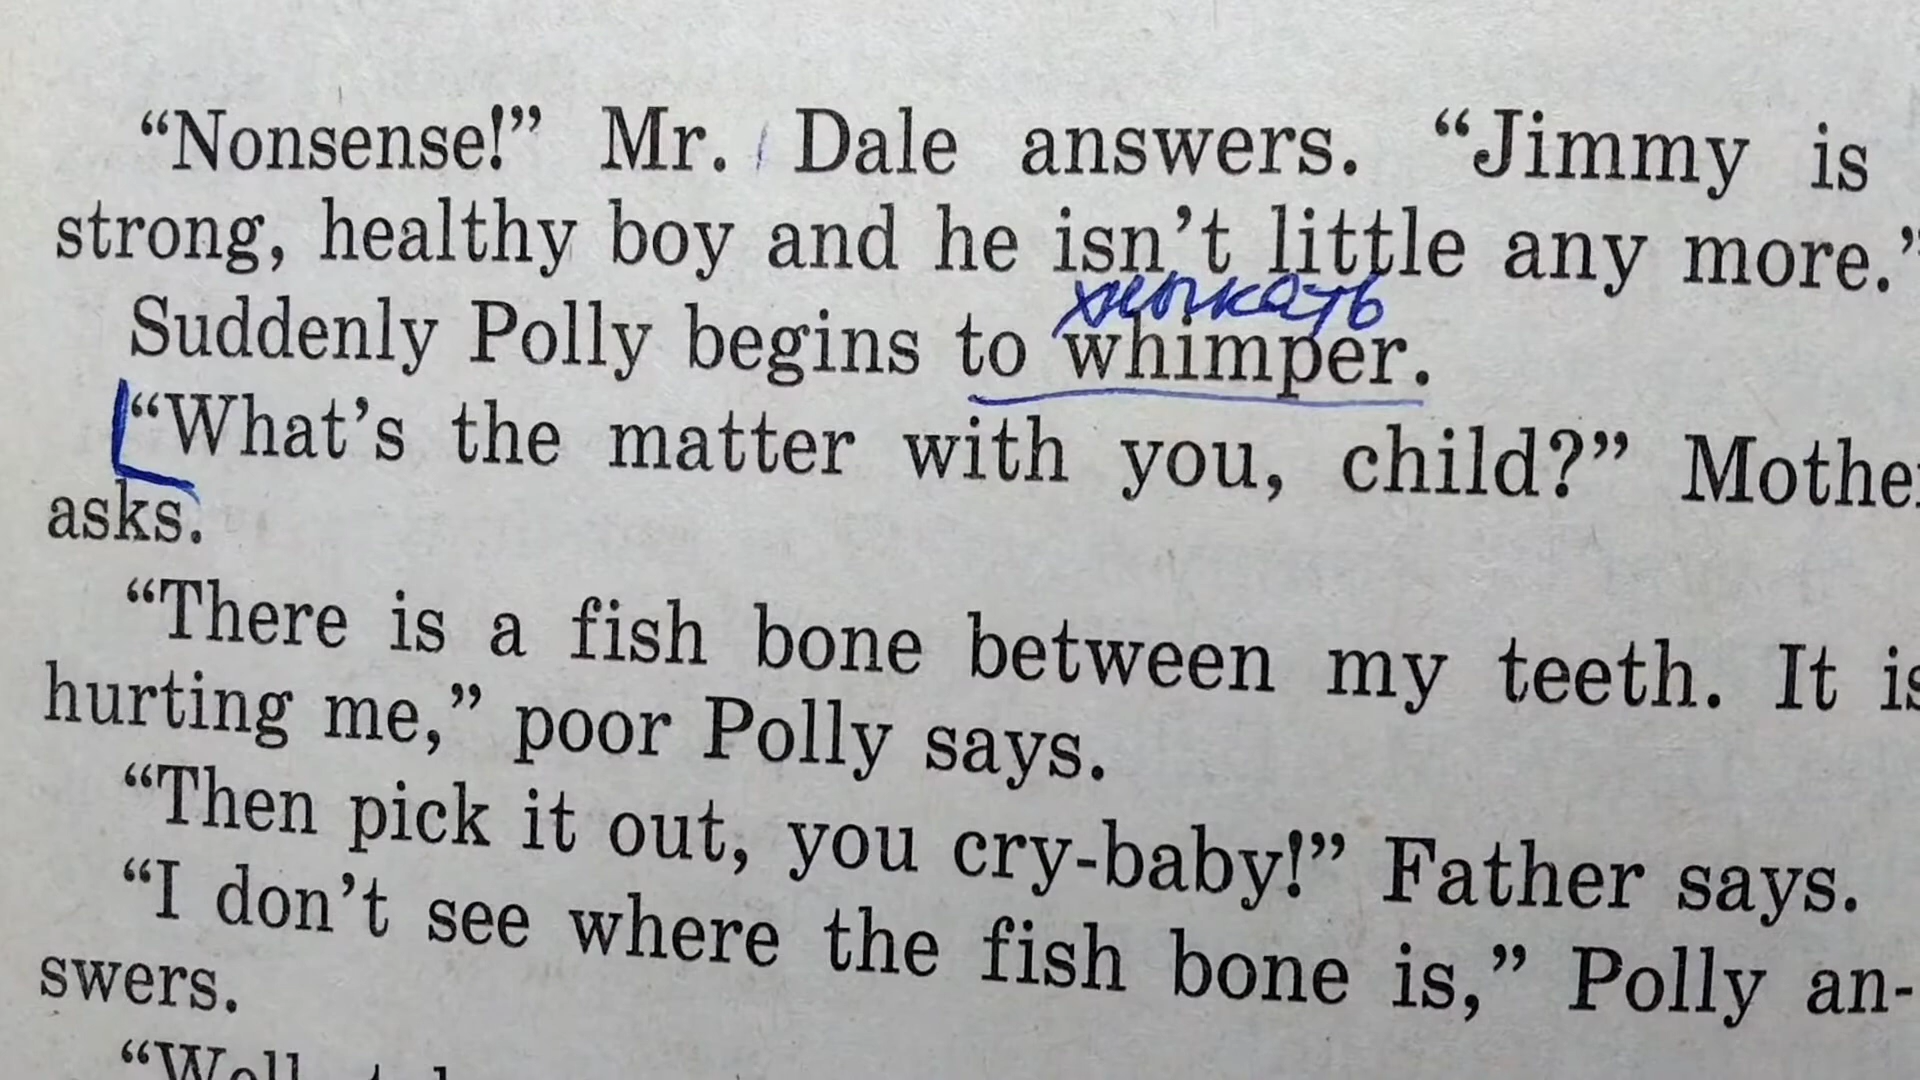 “Nonsense!” Mr. Dale answers. “Jimmy is
strong, healthy boy and he isn’t little any more.”
хныкать
Suddenly Polly begins to whimper.
“What’s the matter with you, child?” Mother
asks.
“There is a fish bone between my teeth. It is
hurting me,” poor Polly says.
“Then pick it out, you cry-baby!” Father says.
“I don’t see where the fish bone is,” Polly an-
swers.
“Well